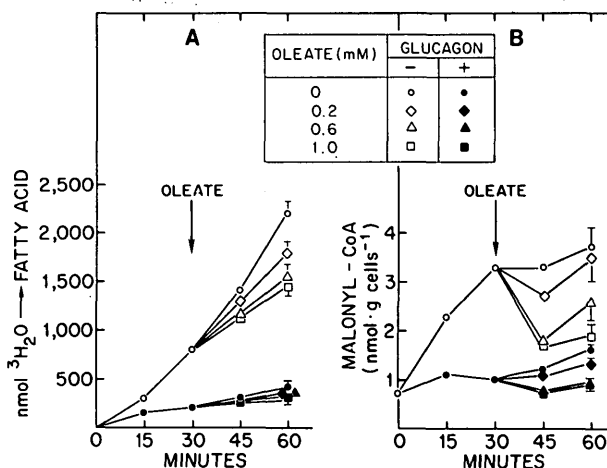 A
B
OLEATE (mM) GLUCAGON
− +
0
0.2
0.6
1.0
OLEATE
2,500
2,000
1,500
1,000
500
0 15 30 45 60
MINUTES
nmol ³H₂O → FATTY ACID
OLEATE
4
3
2
1
0 15 30 45 60
MINUTES
MALONYL-CoA
(nmol·g cells⁻¹)